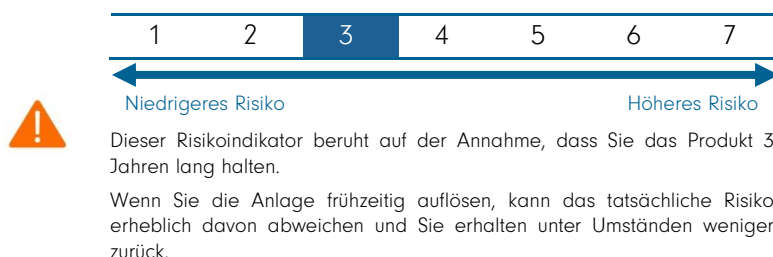 1 2 3 4 5 6 7
Niedrigeres Risiko Höheres Risiko
Dieser Risikoindikator beruht auf der Annahme, dass Sie das Produkt 3
Jahren lang halten.
Wenn Sie die Anlage frühzeitig auflösen, kann das tatsächliche Risiko
erheblich davon abweichen und Sie erhalten unter Umständen weniger
zurück.